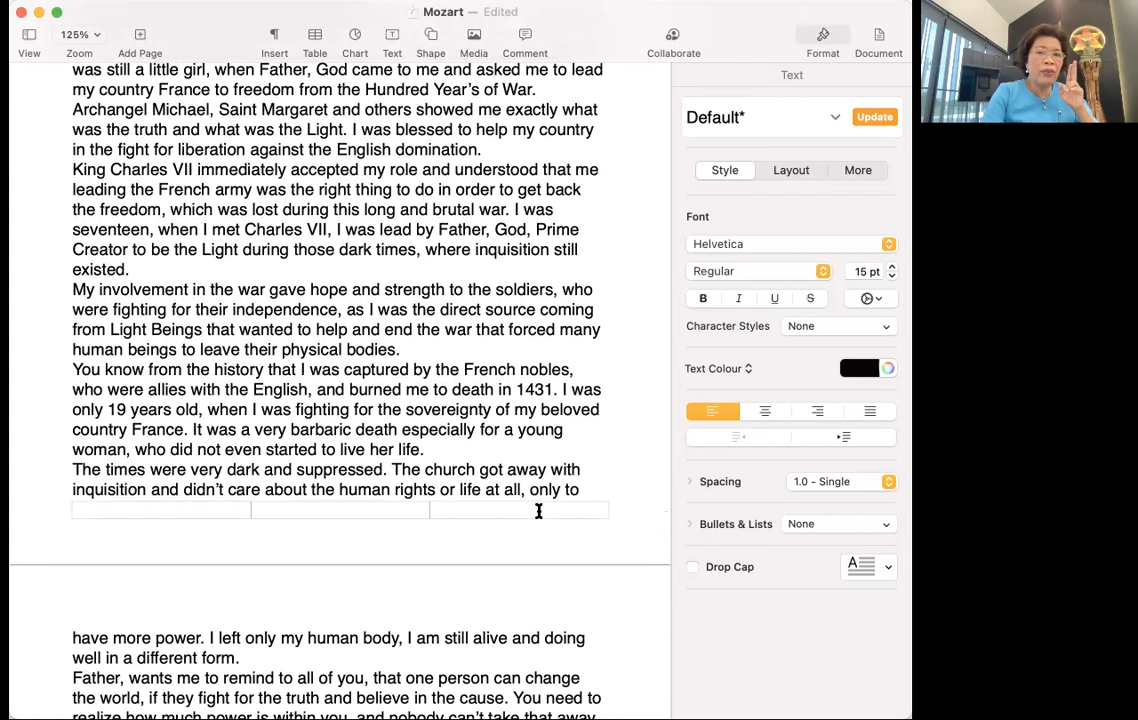 Mozart — Edited
125%
View
Zoom
Add Page
Insert
Table
Chart
Text
Shape
Media
Comment
Collaborate
Format
Document
was still a little girl, when Father, God came to me and asked me to lead
my country France to freedom from the Hundred Year's of War.
Archangel Michael, Saint Margaret and others showed me exactly what
was the truth and what was the Light. I was blessed to help my country
in the fight for liberation against the English domination.
King Charles VII immediately accepted my role and understood that me
leading the French army was the right thing to do in order to get back
the freedom, which was lost during this long and brutal war. I was
seventeen, when I met Charles VII, I was lead by Father, God, Prime
Creator to be the Light during those dark times, where inquisition still
existed.
My involvement in the war gave hope and strength to the soldiers, who
were fighting for their independence, as I was the direct source coming
from Light Beings that wanted to help and end the war that forced many
human beings to leave their physical bodies.
You know from the history that I was captured by the French nobles,
who were allies with the English, and burned me to death in 1431. I was
only 19 years old, when I was fighting for the sovereignty of my beloved
country France. It was a very barbaric death especially for a young
woman, who did not even started to live her life.
The times were very dark and suppressed. The church got away with
inquisition and didn't care about the human rights or life at all, only to
have more power. I left only my human body, I am still alive and doing
well in a different form.
Father, wants me to remind to all of you, that one person can change
the world, if they fight for the truth and believe in the cause. You need to
realize how much power is within you, and nobody can't take that away
Text
Default*
Update
Style
Layout
More
Font
Helvetica
Regular
15 pt
B I U S
Character Styles
None
Text Colour
Spacing
1.0 - Single
Bullets & Lists
None
Drop Cap
A